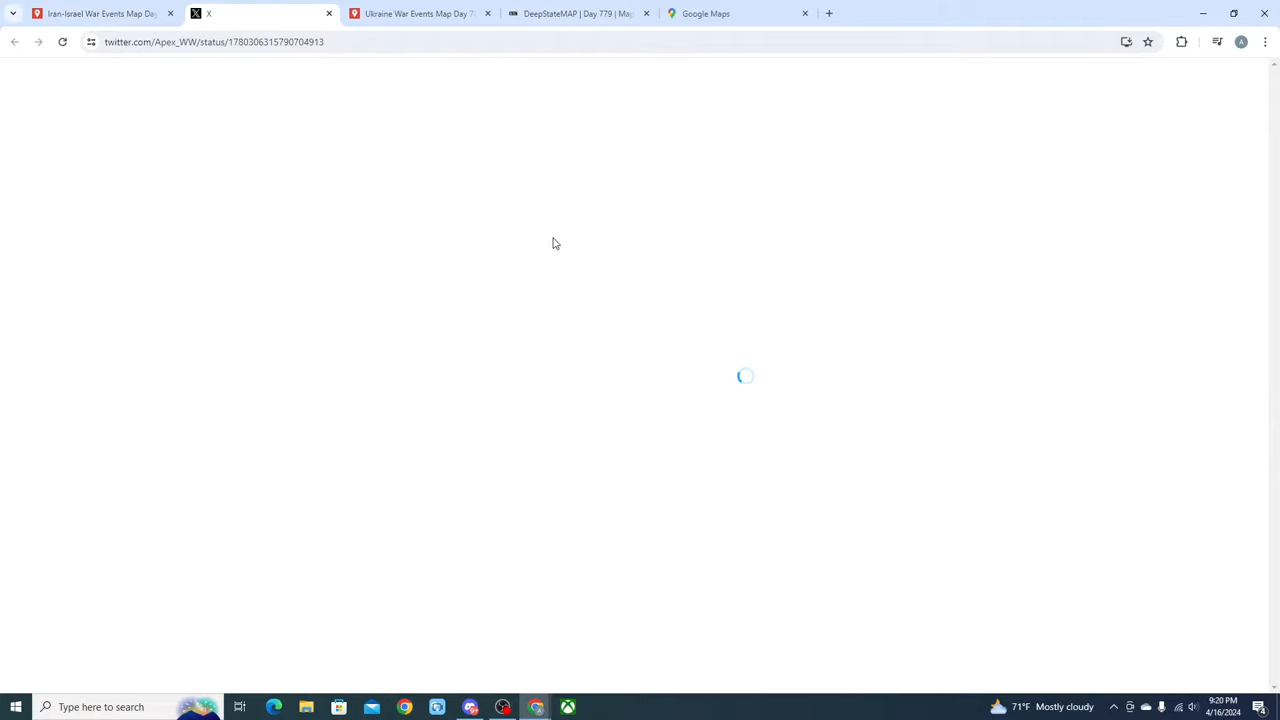 Iran-Israel War Events Map Day
X
Ukraine War Events Map Day 7
DeepStateMAP | Day 779 | Map
Google Maps
twitter.com/Apex_WW/status/1780306315790704913
A
Type here to search
71°F Mostly cloudy
9:20 PM
4/16/2024
4